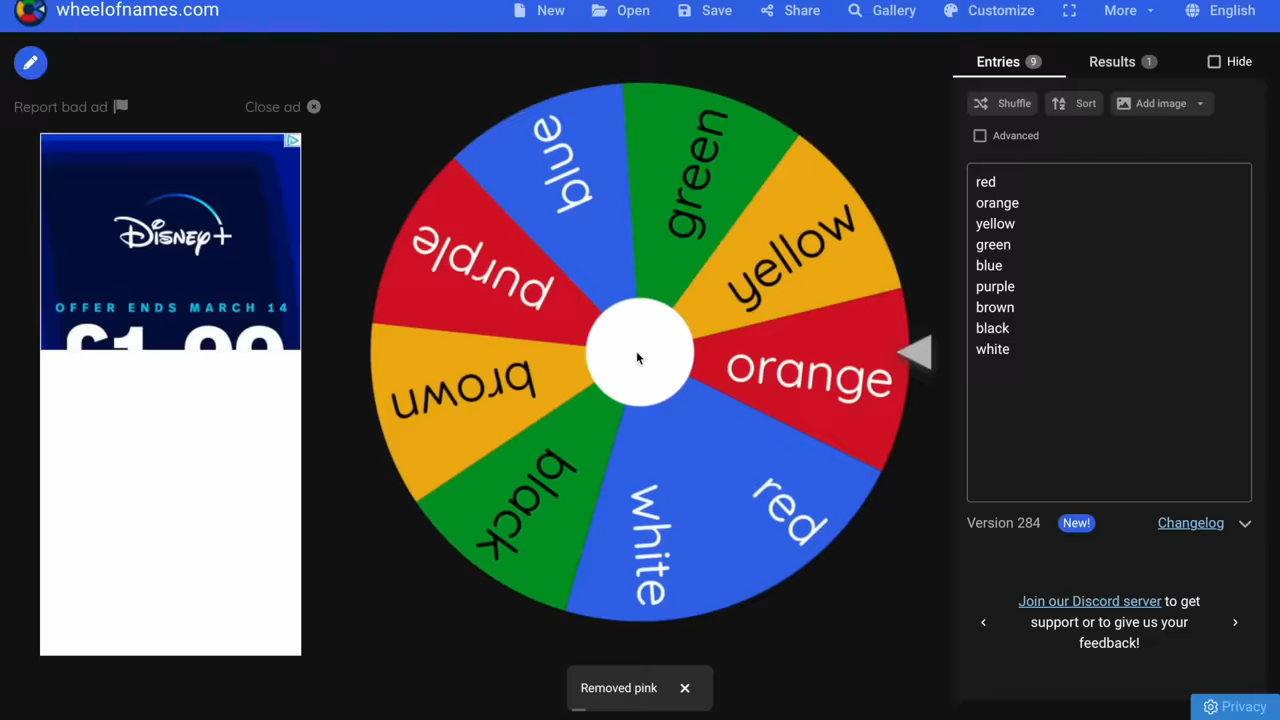 wheelofnames.com
New
Open
Save
Share
Gallery
Customize
More
English
Report bad ad
Close ad
Disney+
OFFER ENDS MARCH 14
£1.99
blue
green
yellow
orange
red
white
black
brown
purple
Entries 9
Results 1
Hide
Shuffle
Sort
Add image
Advanced
red
orange
yellow
green
blue
purple
brown
black
white
Version 284
New!
Changelog
Join our Discord server to get
support or to give us your
feedback!
Removed pink
Privacy